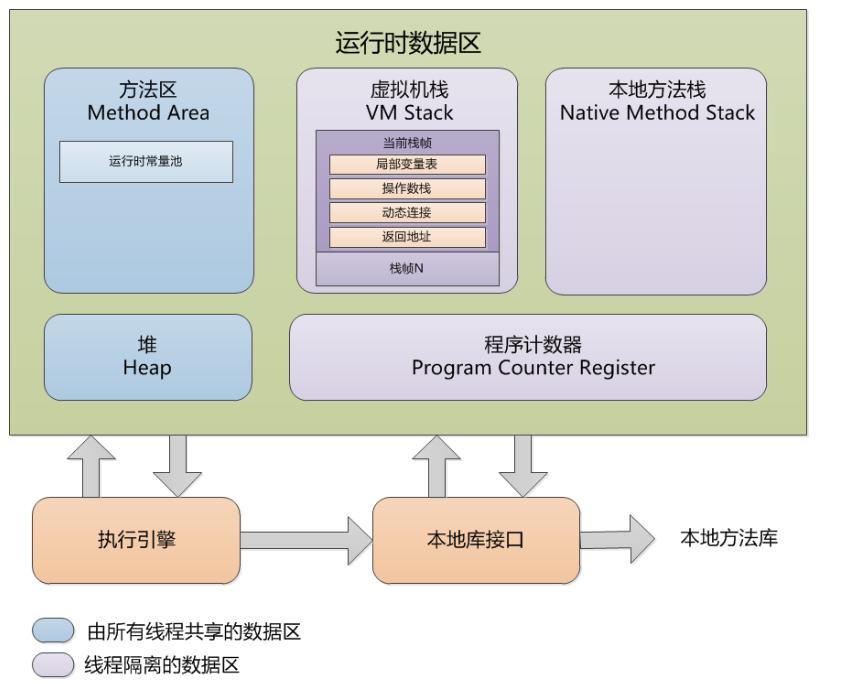 运行时数据区
方法区
Method Area
运行时常量池
虚拟机栈
VM Stack
当前栈帧
局部变量表
操作数栈
动态连接
返回地址
栈帧N
本地方法栈
Native Method Stack
堆
Heap
程序计数器
Program Counter Register
执行引擎
本地库接口
本地方法库
由所有线程共享的数据区
线程隔离的数据区